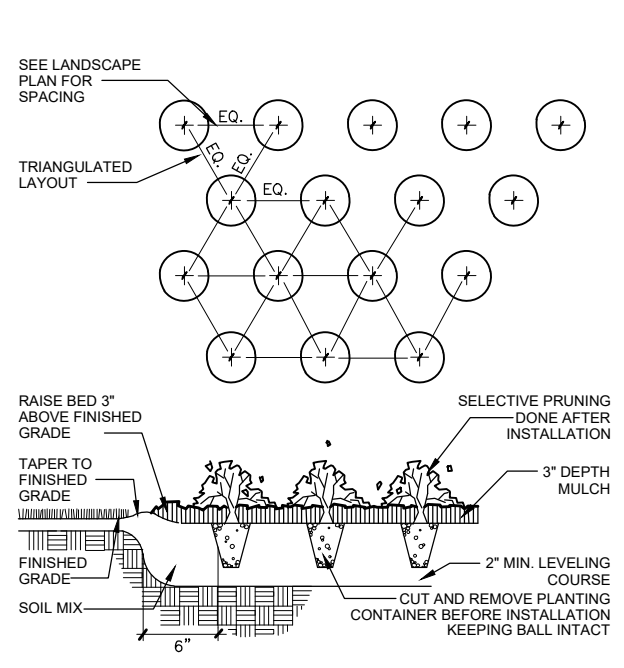 SEE LANDSCAPE
PLAN FOR
SPACING
EQ.
EQ.
EQ.
TRIANGULATED
LAYOUT
EQ.
RAISE BED 3"
ABOVE FINISHED
GRADE
SELECTIVE PRUNING
DONE AFTER
INSTALLATION
TAPER TO
FINISHED
GRADE
3" DEPTH
MULCH
FINISHED
GRADE
2" MIN. LEVELING
COURSE
SOIL MIX
CUT AND REMOVE PLANTING
CONTAINER BEFORE INSTALLATION
KEEPING BALL INTACT
6"